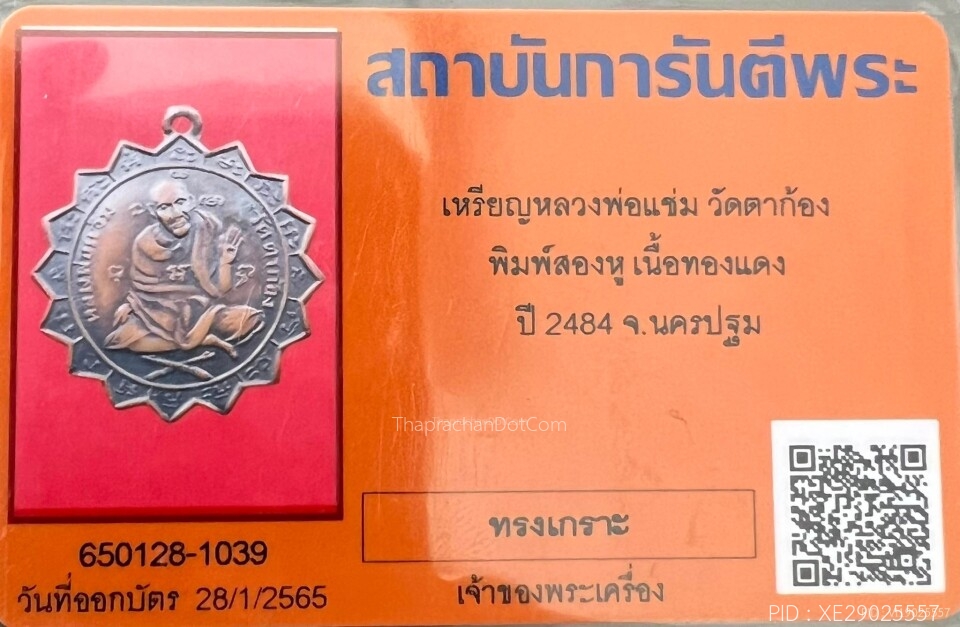 สถาบันการันตีพระ
เหรียญหลวงพ่อแช่ม วัดตาก้อง
พิมพ์สองหู เนื้อทองแดง
ปี 2484 จ.นครปฐม
ThaprachanDotCom
ทรงเกราะ
เจ้าของพระเครื่อง
650128-1039
วันที่ออกบัตร 28/1/2565
PID : XE29025557